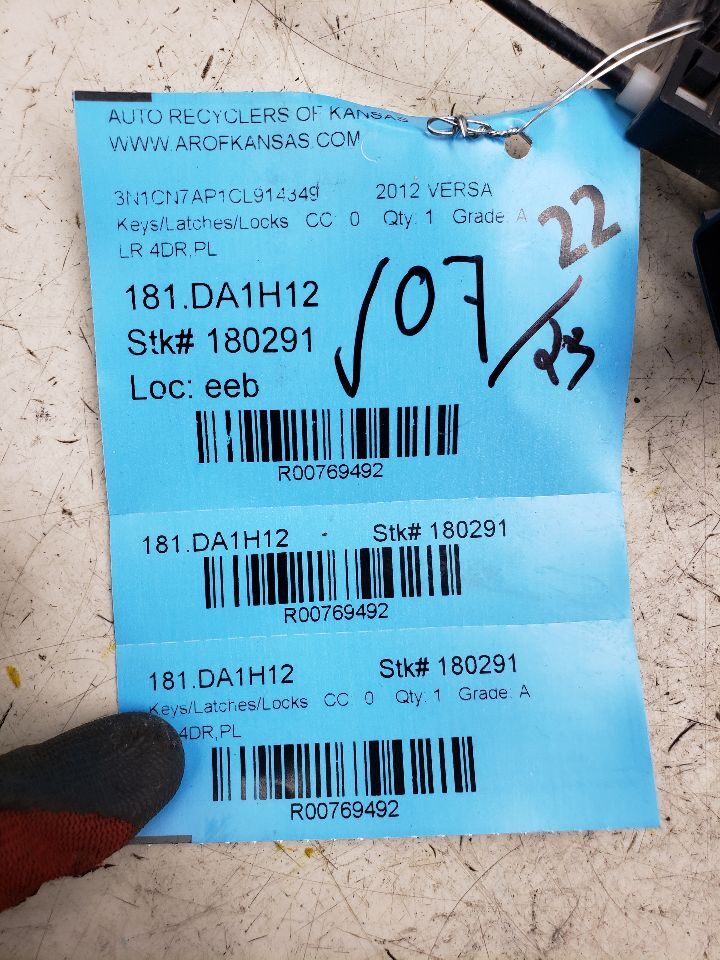 AUTO RECYCLERS OF KANSAS
WWW.AROFKANSAS.COM
3N1CN7AP1CL914349 2012 VERSA
Keys/Latches/Locks CC: 0 Qty: 1 Grade: A
LR 4DR,PL
22
181.DA1H12
√07/23
Stk# 180291
Loc: eeb
R00769492
181.DA1H12 Stk# 180291
R00769492
181.DA1H12 Stk# 180291
Keys/Latches/Locks CC: 0 Qty: 1 Grade: A
4DR,PL
R00769492